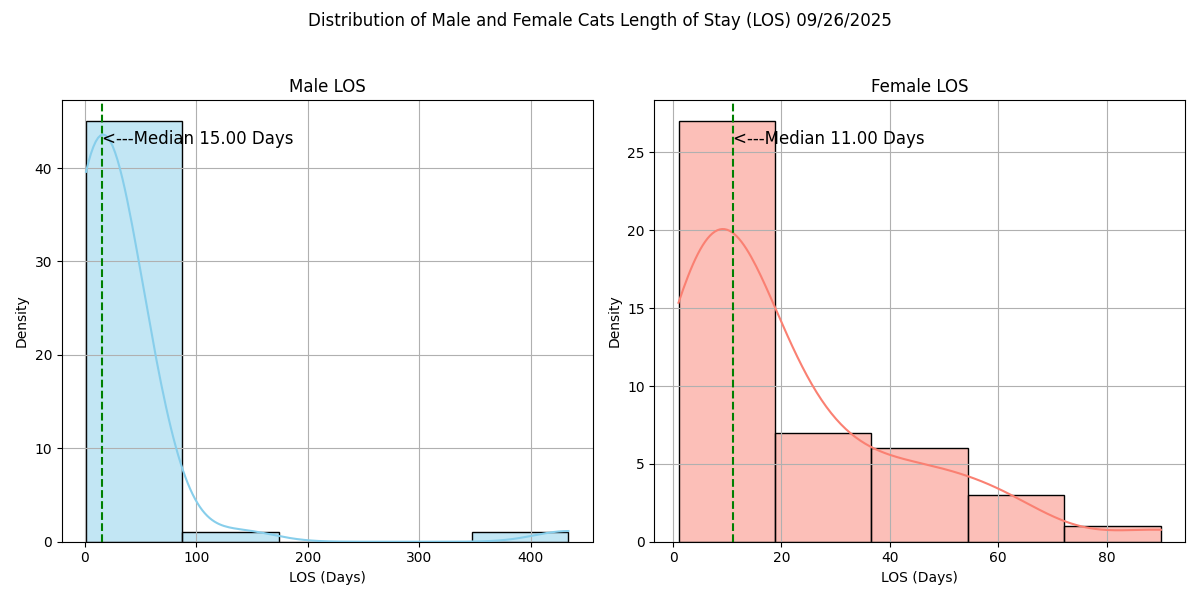 Distribution of Male and Female Cats Length of Stay (LOS) 09/26/2025
Male LOS
<---Median 15.00 Days
Density
40
30
20
10
0
0 100 200 300 400
LOS (Days)
Female LOS
<---Median 11.00 Days
Density
25
20
15
10
5
0
0 20 40 60 80
LOS (Days)